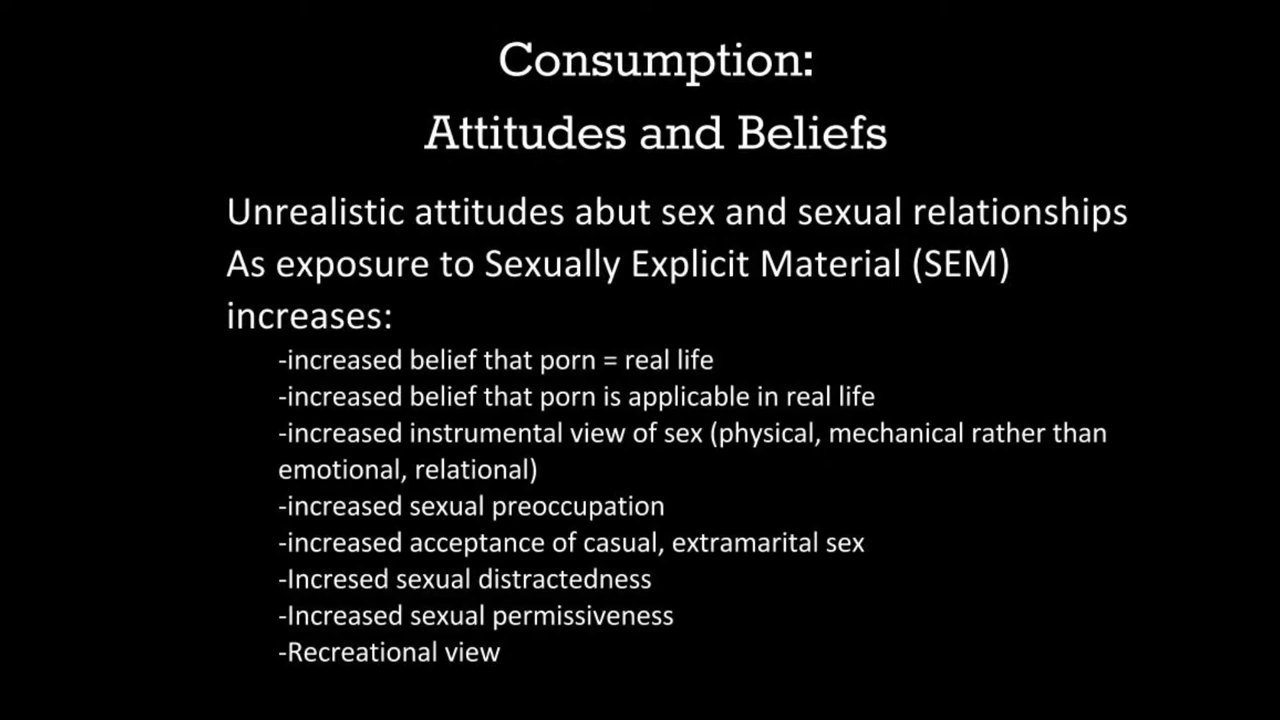 Consumption:
Attitudes and Beliefs
Unrealistic attitudes abut sex and sexual relationships
As exposure to Sexually Explicit Material (SEM)
increases:
-increased belief that porn = real life
-increased belief that porn is applicable in real life
-increased instrumental view of sex (physical, mechanical rather than
emotional, relational)
-increased sexual preoccupation
-increased acceptance of casual, extramarital sex
-Incresed sexual distractedness
-Increased sexual permissiveness
-Recreational view